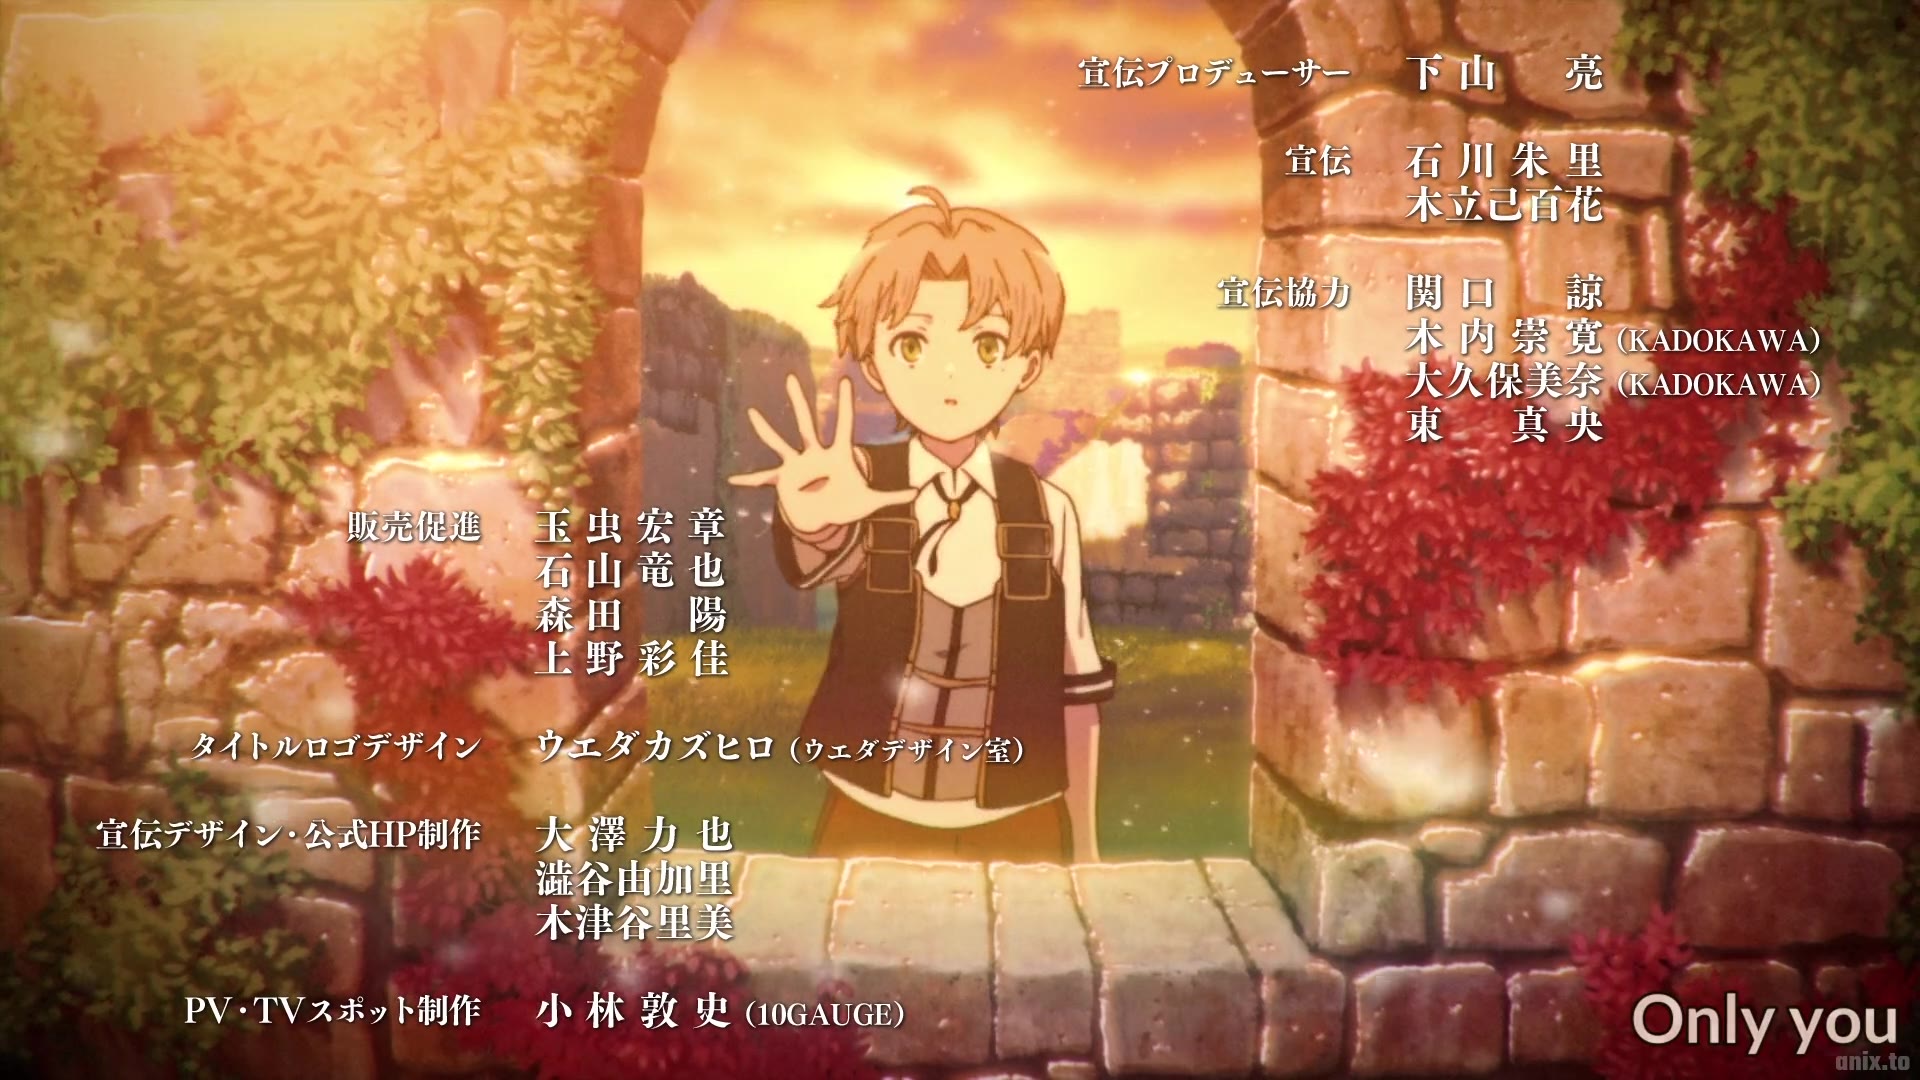 宣伝プロデューサー 下山 亮
宣伝 石川朱里
木立己百花
宣伝協力 関口 諒
木内崇寛(KADOKAWA)
大久保美奈(KADOKAWA)
東 真央
販売促進 玉虫宏章
石山竜也
森田 陽
上野彩佳
タイトルロゴデザイン ウエダカズヒロ(ウエダデザイン室)
宣伝デザイン・公式HP制作 大澤力也
澁谷由加里
木津谷里美
PV・TVスポット制作 小林敦史(10GAUGE)
Only you
anix.to